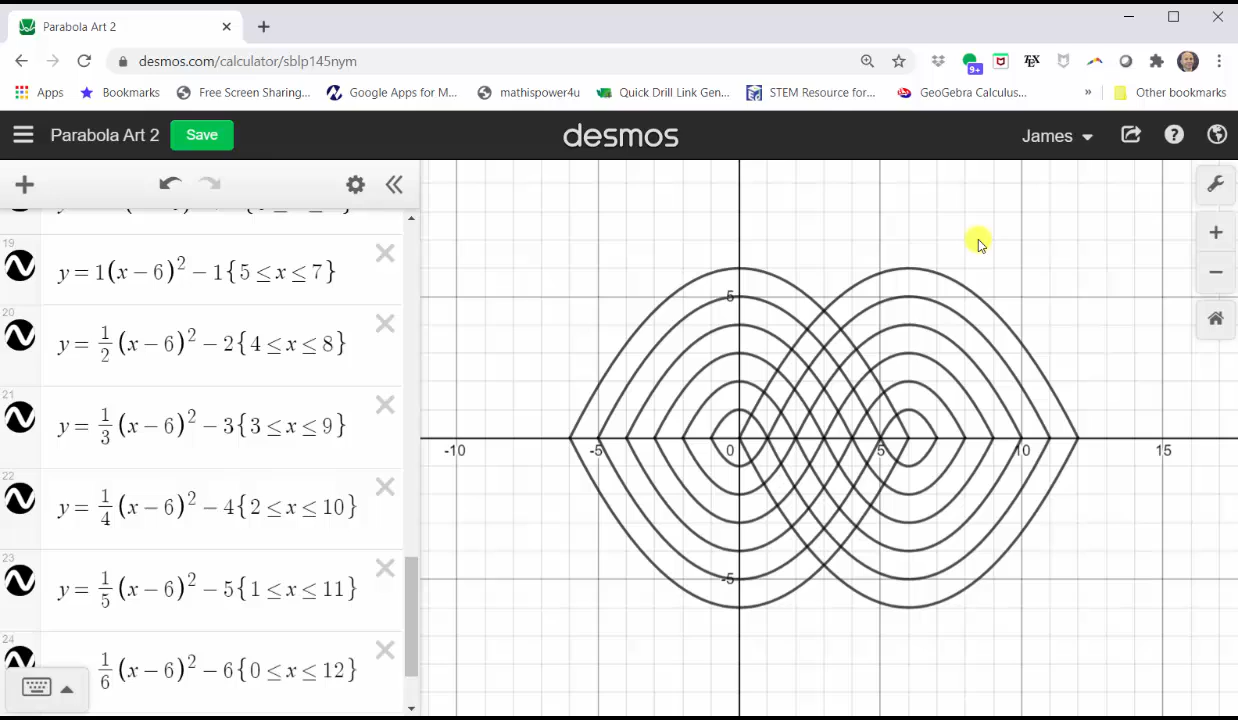 Parabola Art 2
desmos.com/calculator/sblp145nym
9+
TEX
Apps
Bookmarks
Free Screen Sharing...
Google Apps for M...
mathispower4u
Quick Drill Link Gen...
STEM Resource for...
GeoGebra Calculus...
»
Other bookmarks
Parabola Art 2
Save
desmos
James
19
y = 1(x − 6)² − 1{5 ≤ x ≤ 7}
20
y = 1/2 (x − 6)² − 2{4 ≤ x ≤ 8}
21
y = 1/3 (x − 6)² − 3{3 ≤ x ≤ 9}
22
y = 1/4 (x − 6)² − 4{2 ≤ x ≤ 10}
23
y = 1/5 (x − 6)² − 5{1 ≤ x ≤ 11}
24
1/6 (x − 6)² − 6{0 ≤ x ≤ 12}
5
-10
-5
0
5
10
15
-5